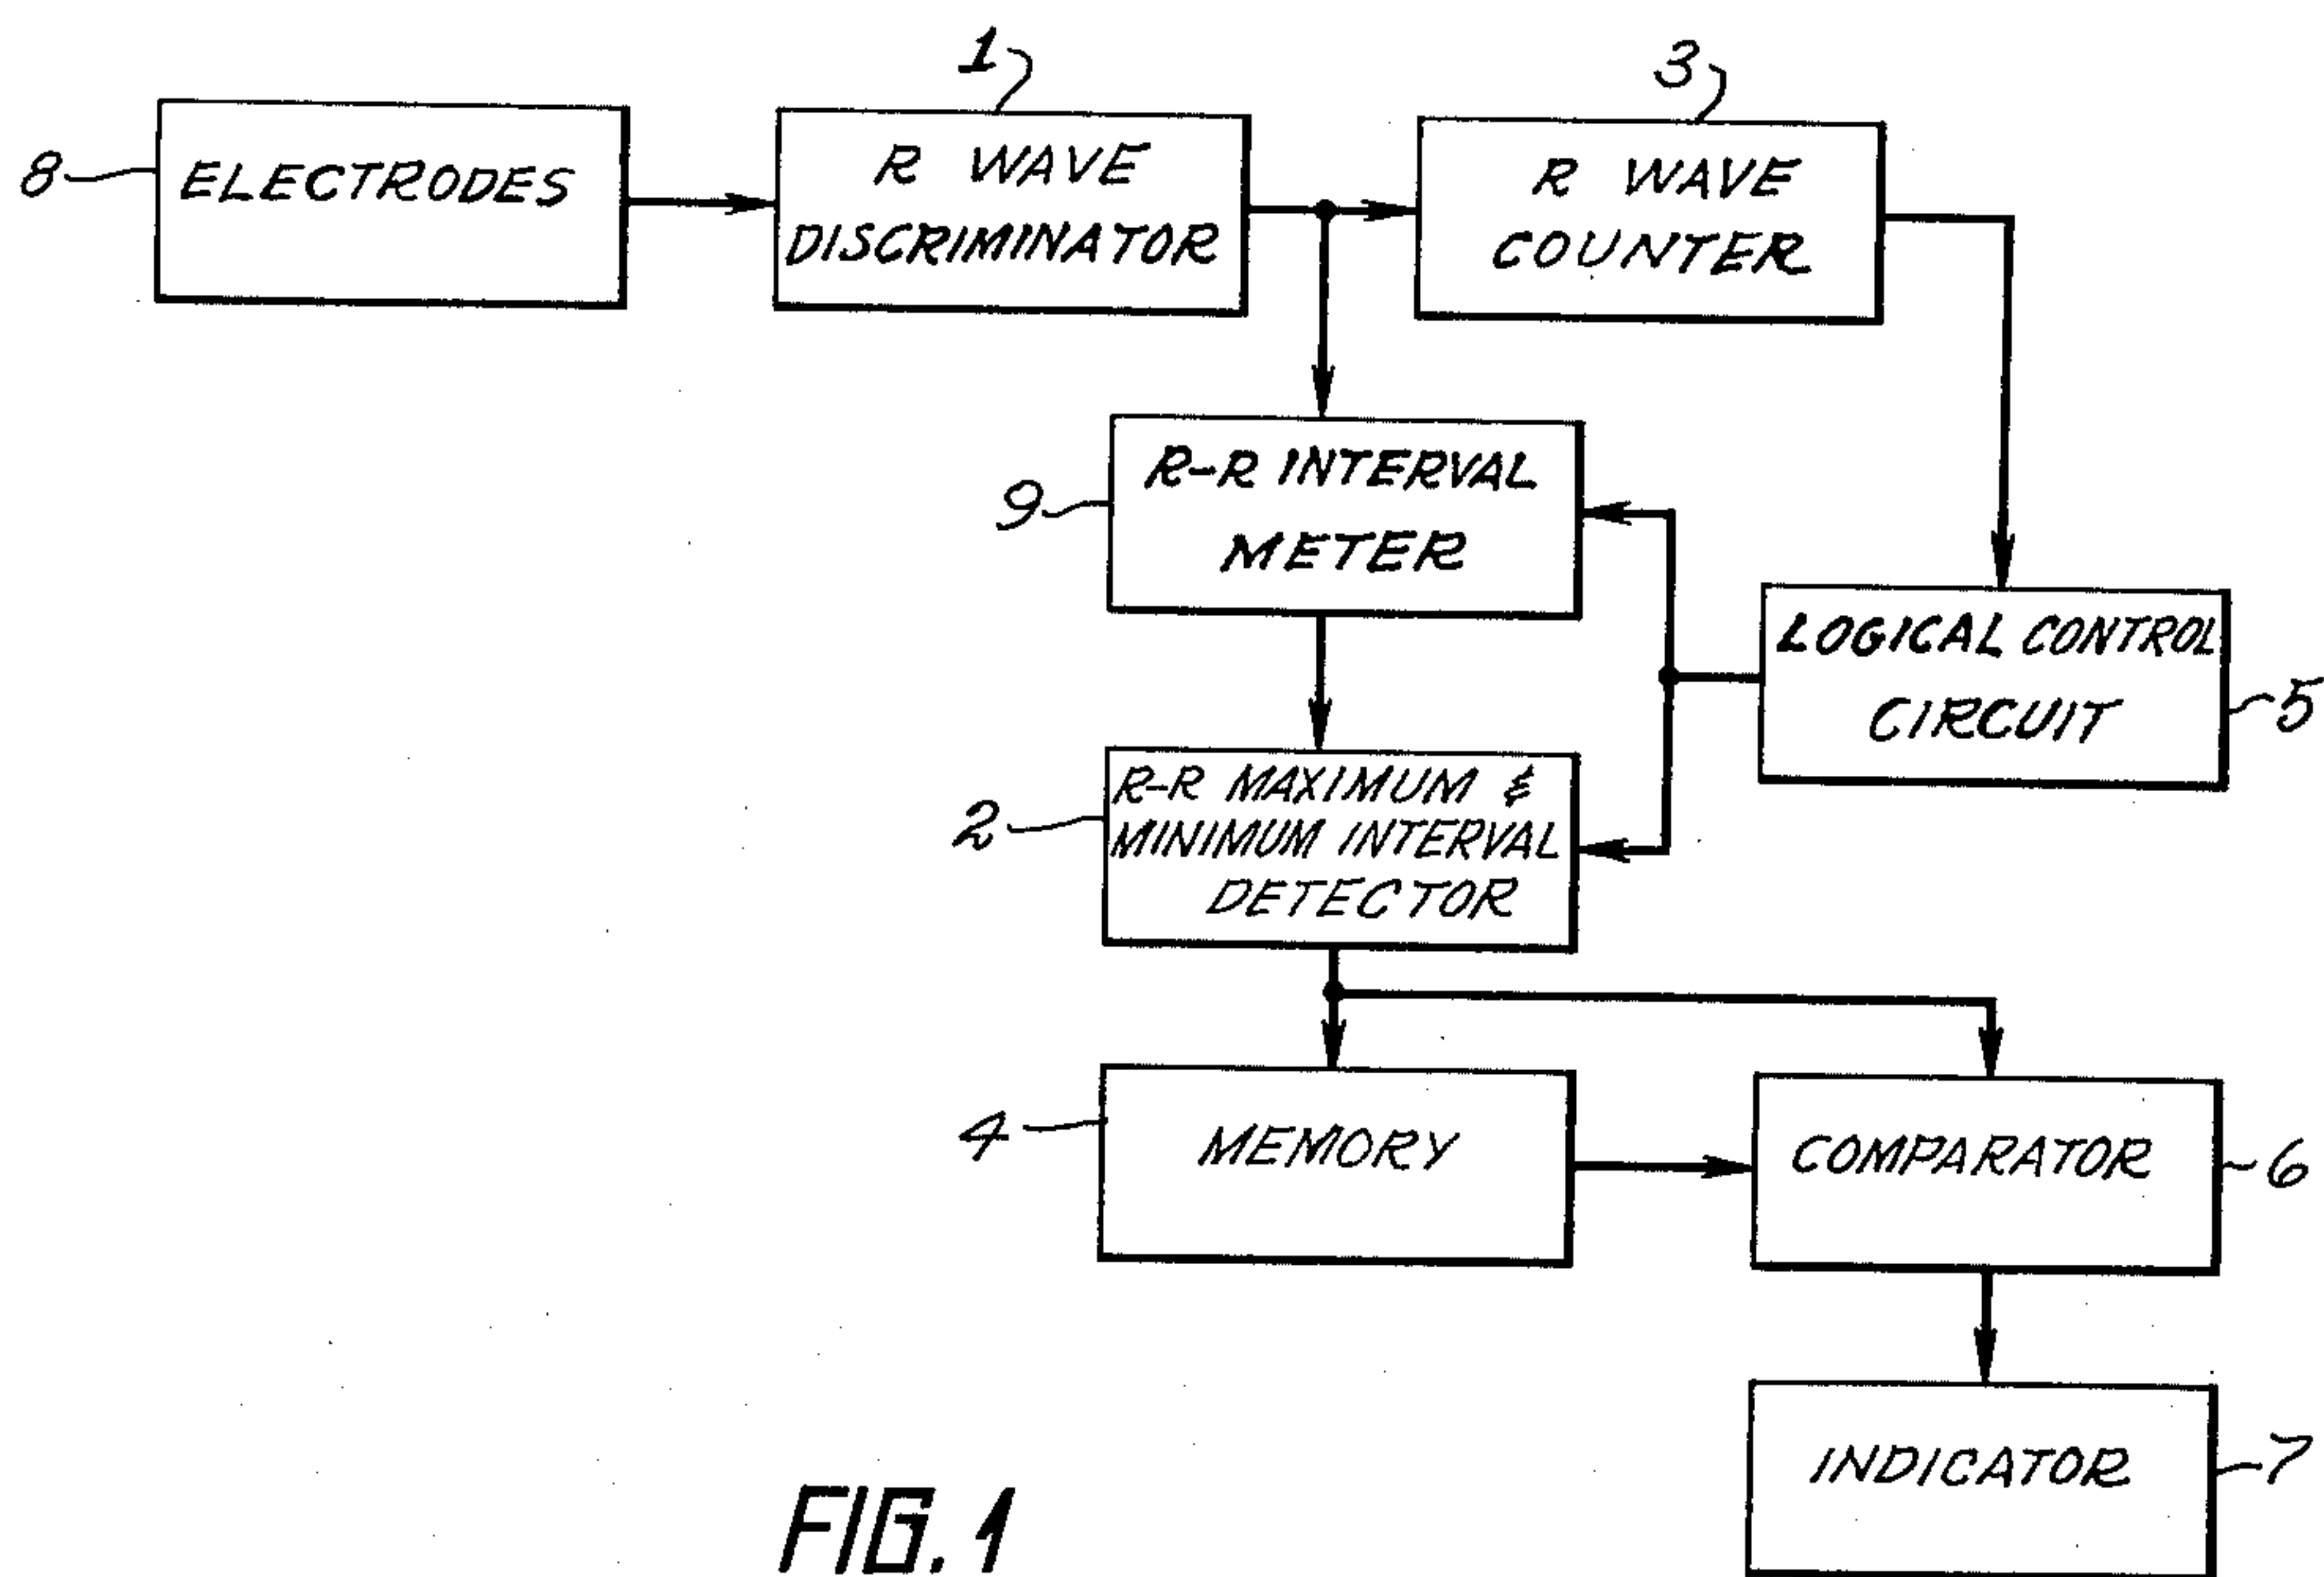 1
3
8
ELECTRODES
R WAVE
DISCRIMINATOR
R WAVE
COUNTER
9
R-R INTERVAL
METER
LOGICAL CONTROL
CIRCUIT
5
2
R-R MAXIMUM &
MINIMUM INTERVAL
DETECTOR
4
MEMORY
COMPARATOR
6
INDICATOR
7
FIG. 1